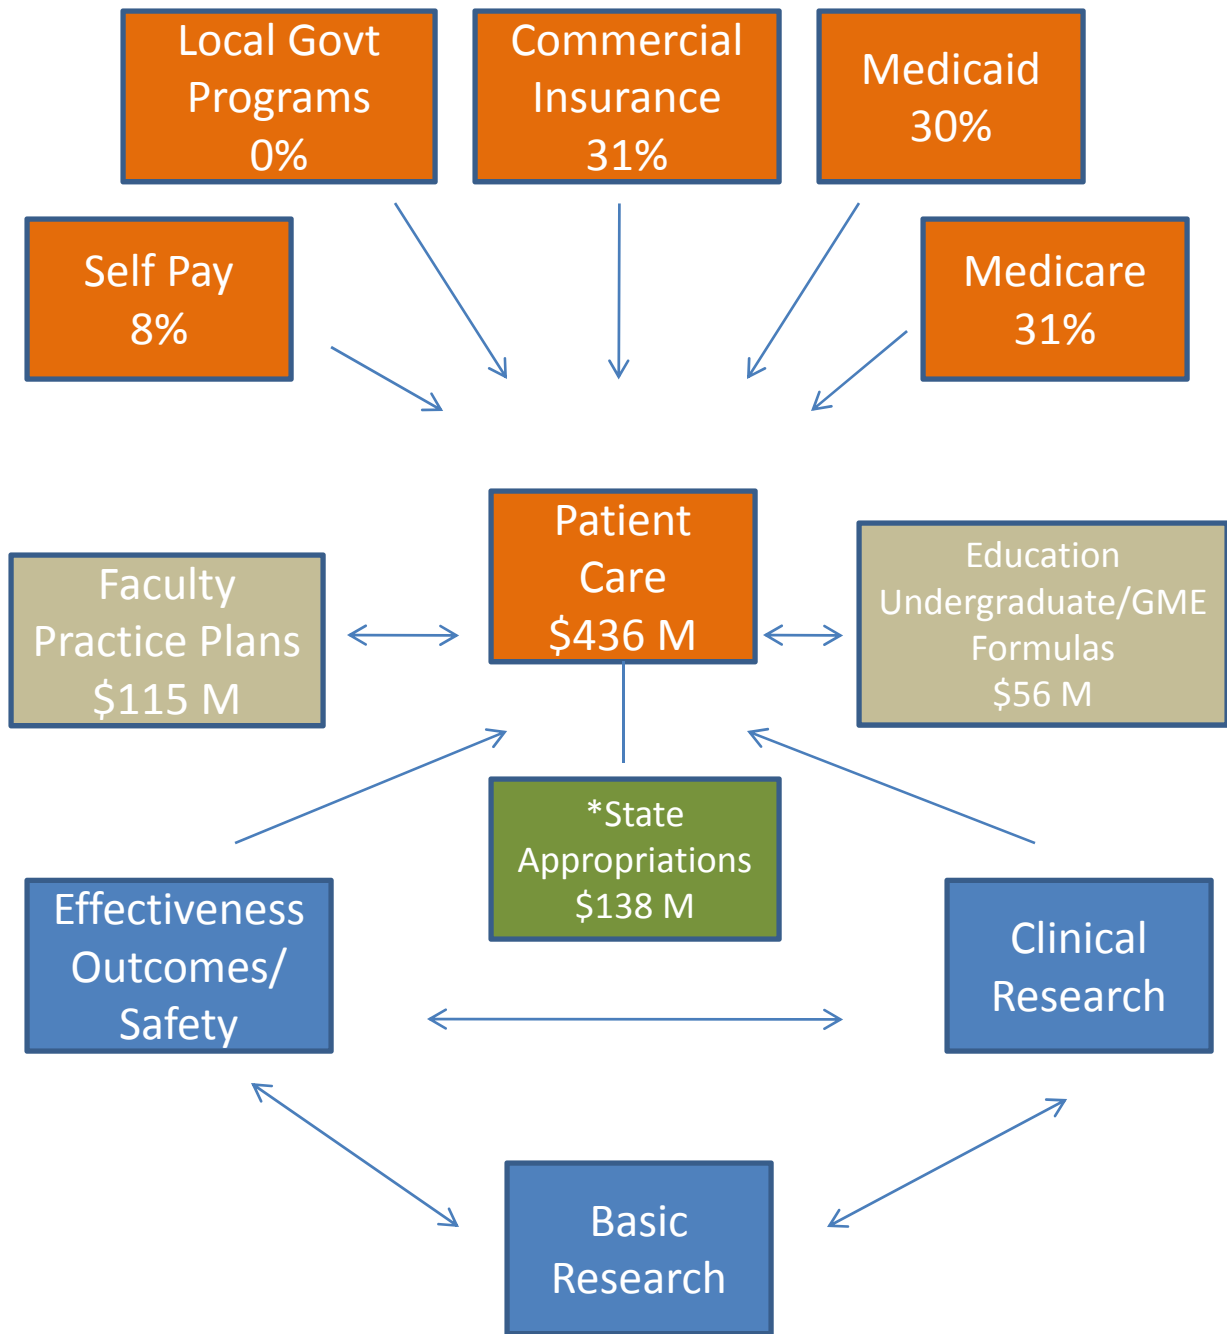 Local Govt
Programs
0%
Commercial
Insurance
31%
Medicaid
30%
Self Pay
8%
Medicare
31%
Patient
Care
$436 M
Faculty
Practice Plans
$115 M
Education
Undergraduate/GME
Formulas
$56 M
*State
Appropriations
$138 M
Effectiveness
Outcomes/
Safety
Clinical
Research
Basic
Research